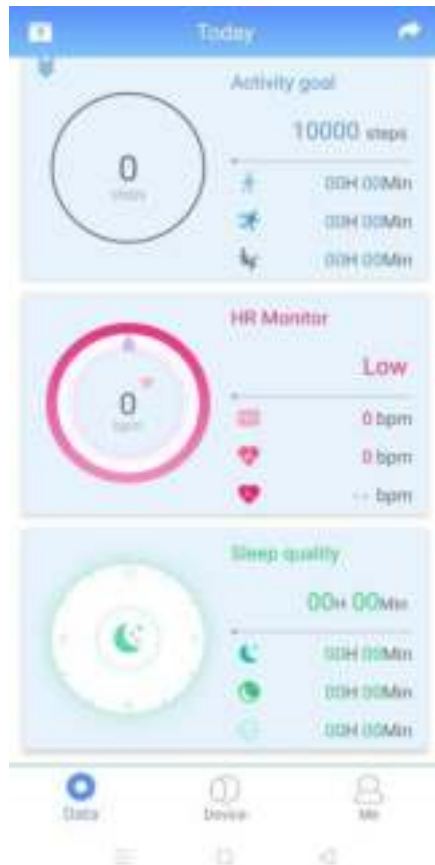 Today
Activity goal
10000 steps
0
steps
00H 00Min
00H 00Min
00H 00Min
HR Monitor
Low
0
bpm
0 bpm
0 bpm
-- bpm
Sleep quality
00H 00Min
00H 00Min
00H 00Min
00H 00Min
Data
Device
Me